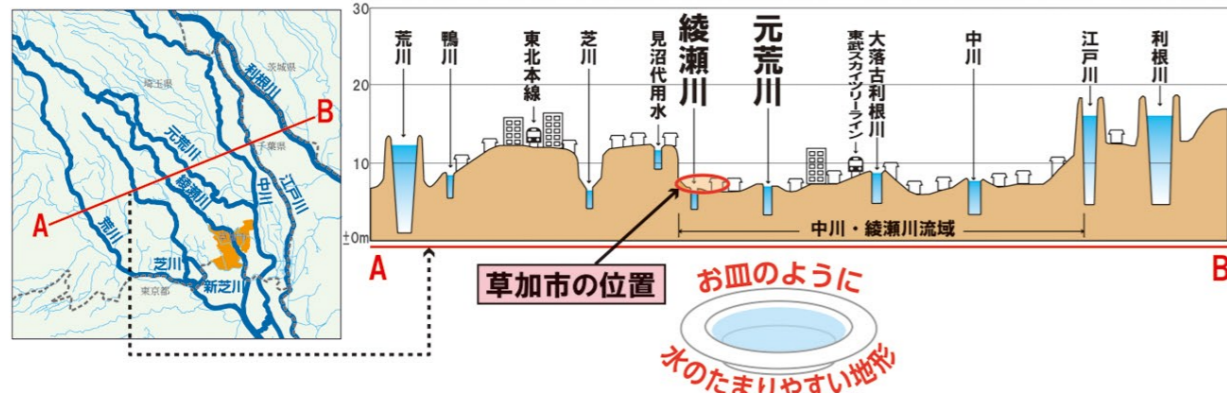 茨城県
利根川
埼玉県
B
元荒川
千葉県
綾瀬川
中川
江戸川
A
荒川
草加市
芝川
新芝川
東京都
30
20
10
±0m
荒川
鴨川
東北本線
芝川
見沼代用水
綾瀬川
元荒川
東武スカイツリーライン
大落古利根川
中川
江戸川
利根川
中川・綾瀬川流域
A
B
草加市の位置
お皿のように
水のたまりやすい地形